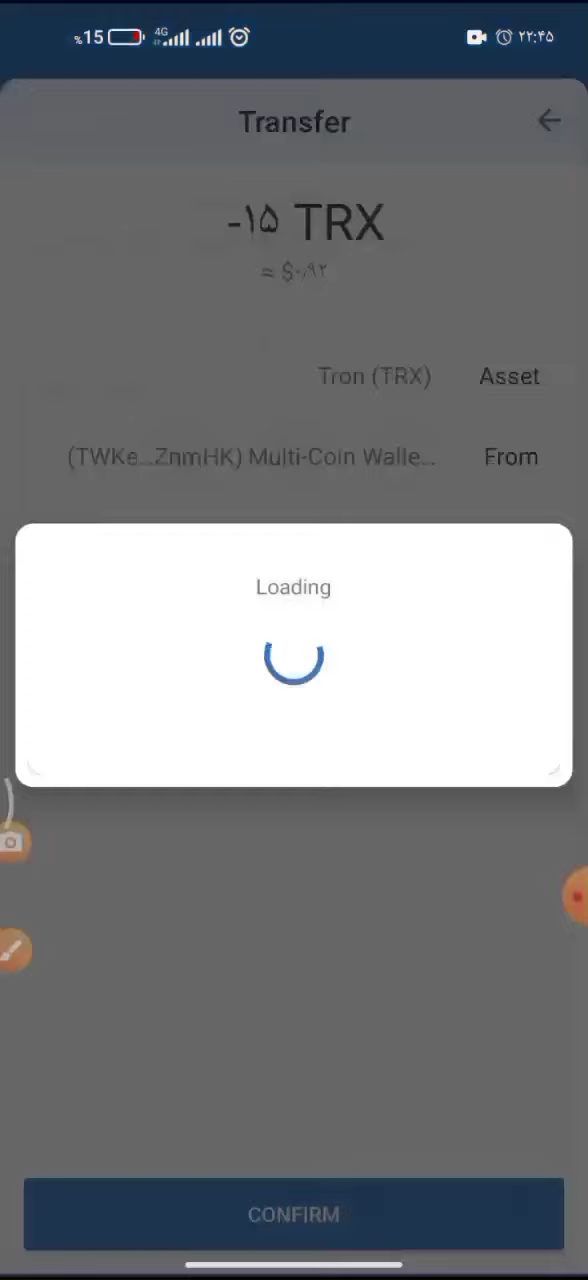 %15 4G ۲۲:۴۵
Transfer
-۱۵ TRX
≈ $۰٫۹۲
Tron (TRX) Asset
(TWKe...ZnmHK) Multi-Coin Walle... From
Loading
CONFIRM